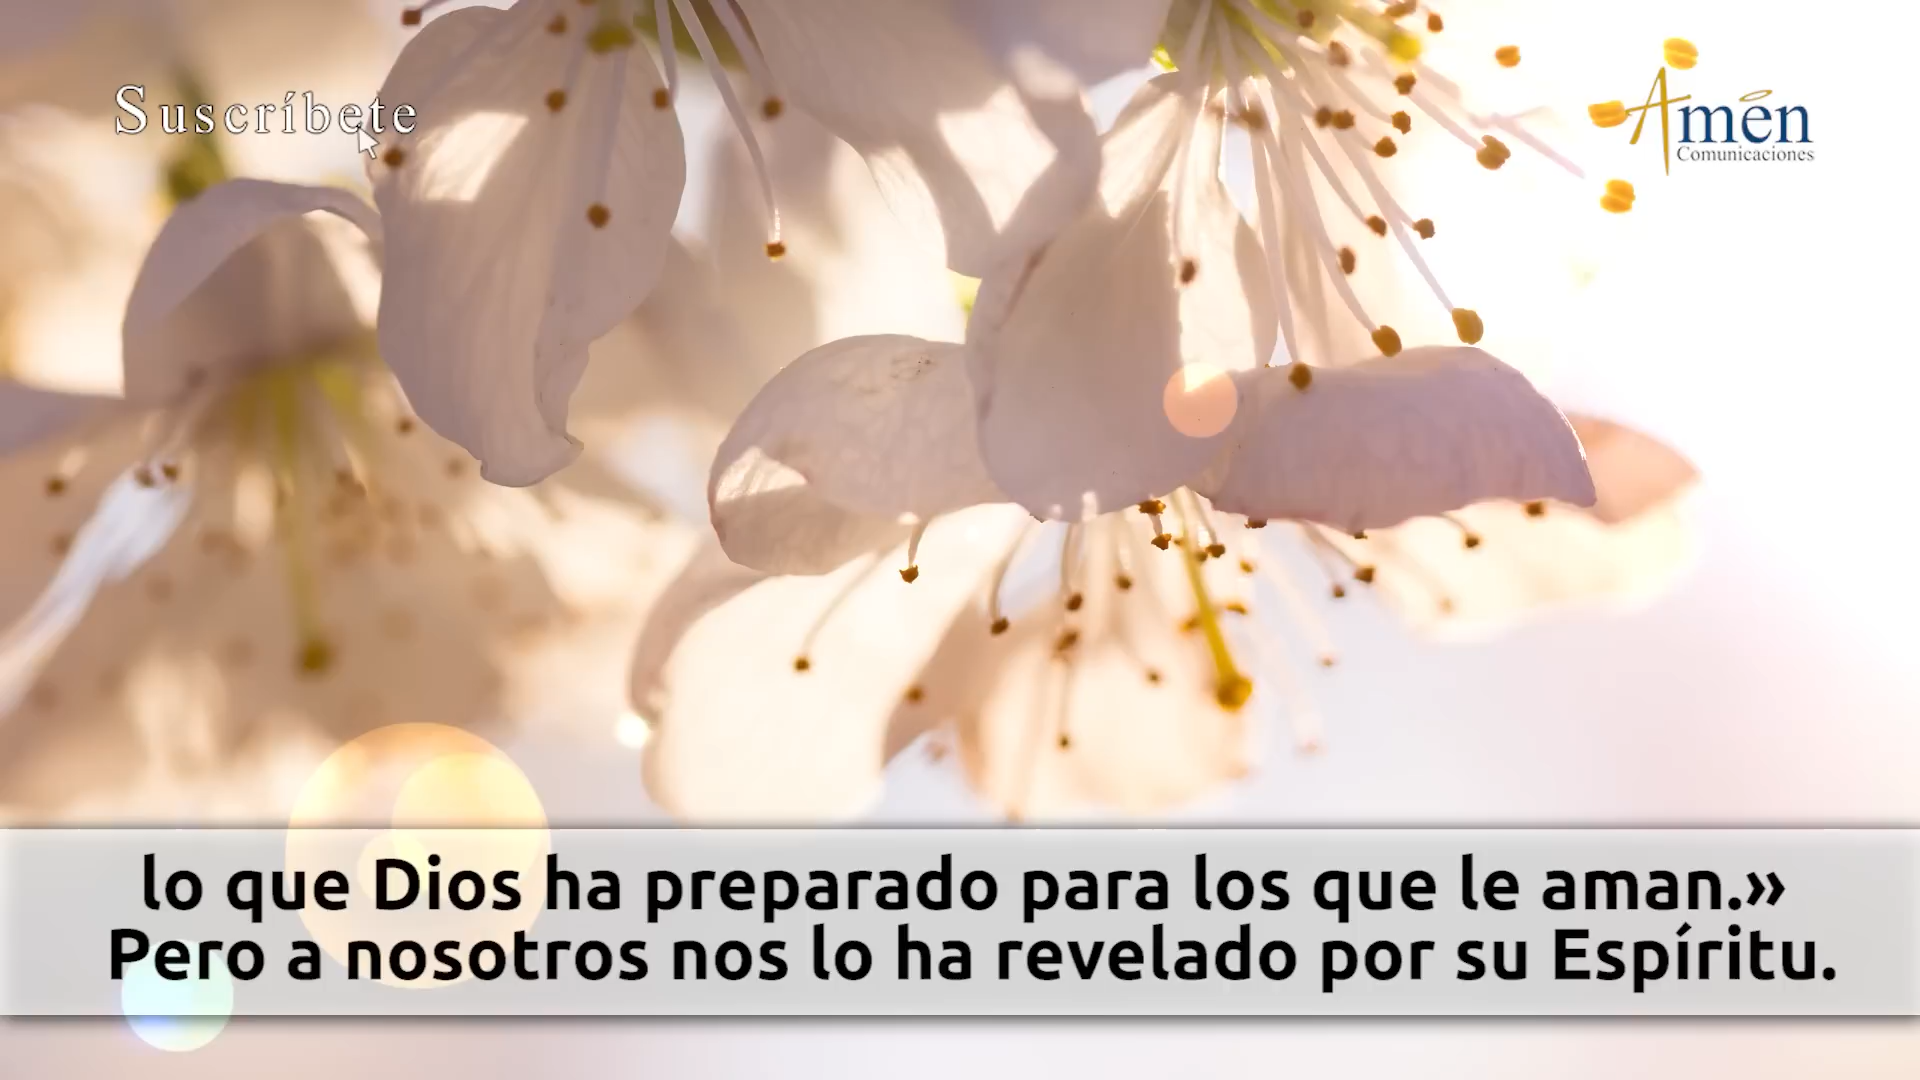 Suscríbete
Amén
Comunicaciones
lo que Dios ha preparado para los que le aman.»
Pero a nosotros nos lo ha revelado por su Espíritu.